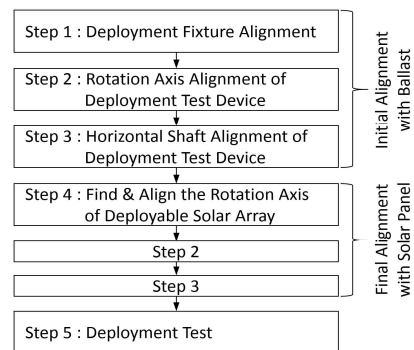 Step 1 : Deployment Fixture Alignment
Step 2 : Rotation Axis Alignment of
Deployment Test Device
Step 3 : Horizontal Shaft Alignment of
Deployment Test Device
Initial Alignment
with Ballast
Step 4 : Find & Align the Rotation Axis
of Deployable Solar Array
Step 2
Step 3
Final Alignment
with Solar Panel
Step 5 : Deployment Test